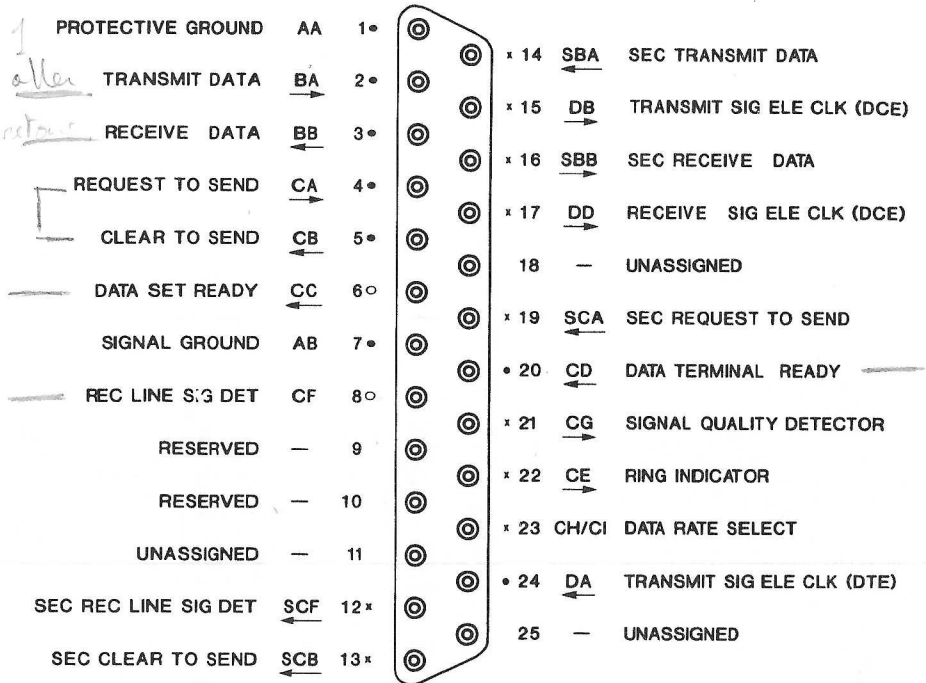 1
PROTECTIVE GROUND AA 1•
aller TRANSMIT DATA BA 2•
retour RECEIVE DATA BB 3•
REQUEST TO SEND CA 4•
CLEAR TO SEND CB 5•
DATA SET READY CC 6○
SIGNAL GROUND AB 7•
REC LINE SIG DET CF 8○
RESERVED — 9
RESERVED — 10
UNASSIGNED — 11
SEC REC LINE SIG DET SCF 12x
SEC CLEAR TO SEND SCB 13x
x 14 SBA SEC TRANSMIT DATA
x 15 DB TRANSMIT SIG ELE CLK (DCE)
x 16 SBB SEC RECEIVE DATA
x 17 DD RECEIVE SIG ELE CLK (DCE)
18 — UNASSIGNED
x 19 SCA SEC REQUEST TO SEND
• 20 CD DATA TERMINAL READY
x 21 CG SIGNAL QUALITY DETECTOR
x 22 CE RING INDICATOR
x 23 CH/CI DATA RATE SELECT
• 24 DA TRANSMIT SIG ELE CLK (DTE)
25 — UNASSIGNED